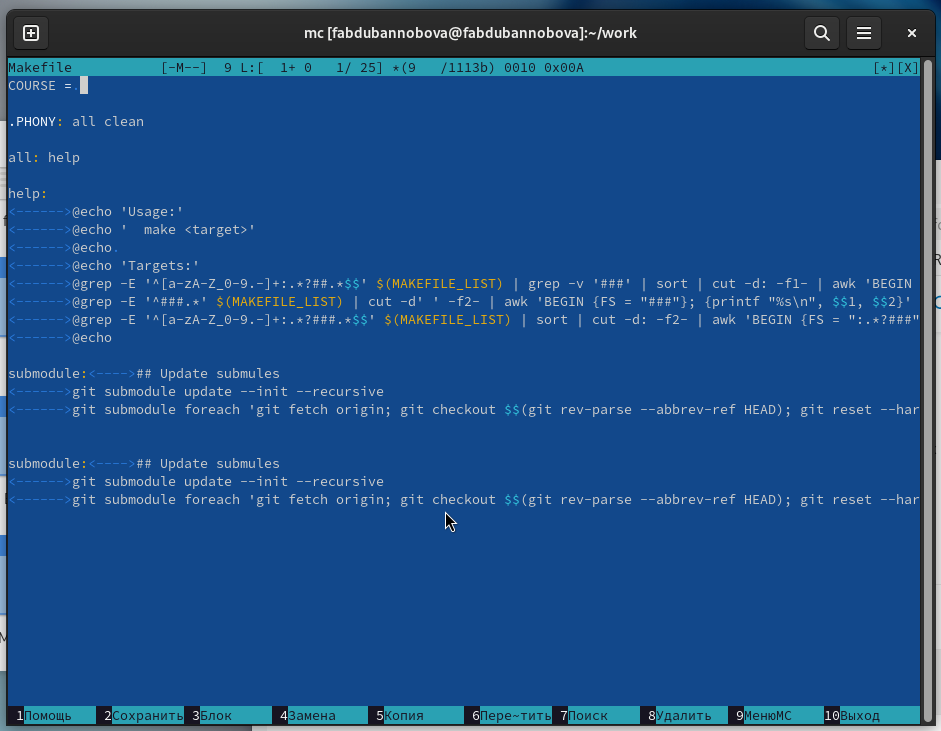 mc [fabdubannobova@fabdubannobova]:~/work
Makefile [-M--] 9 L:[ 1+ 0 1/ 25] *(9 /1113b) 0010 0x00A [*][X]
COURSE =.
.PHONY: all clean
all: help
help:
<------>@echo 'Usage:'
<------>@echo '  make <target>'
<------>@echo.
<------>@echo 'Targets:'
<------>@grep -E '^[a-zA-Z_0-9.-]+:.*?##.*$$' $(MAKEFILE_LIST) | grep -v '###' | sort | cut -d: -f1- | awk 'BEGIN
<------>@grep -E '^###.*' $(MAKEFILE_LIST) | cut -d' ' -f2- | awk 'BEGIN {FS = "###"}; {printf "%s\n", $$1, $$2}'
<------>@grep -E '^[a-zA-Z_0-9.-]+:.*?###.*$$' $(MAKEFILE_LIST) | sort | cut -d: -f2- | awk 'BEGIN {FS = ":.*?###"
<------>@echo
submodule:<---->## Update submules
<------>git submodule update --init --recursive
<------>git submodule foreach 'git fetch origin; git checkout $$(git rev-parse --abbrev-ref HEAD); git reset --har
submodule:<---->## Update submules
<------>git submodule update --init --recursive
<------>git submodule foreach 'git fetch origin; git checkout $$(git rev-parse --abbrev-ref HEAD); git reset --har
1Помощь 2Сохранить 3Блок 4Замена 5Копия 6Пере~тить 7Поиск 8Удалить 9МенюMC 10Выход